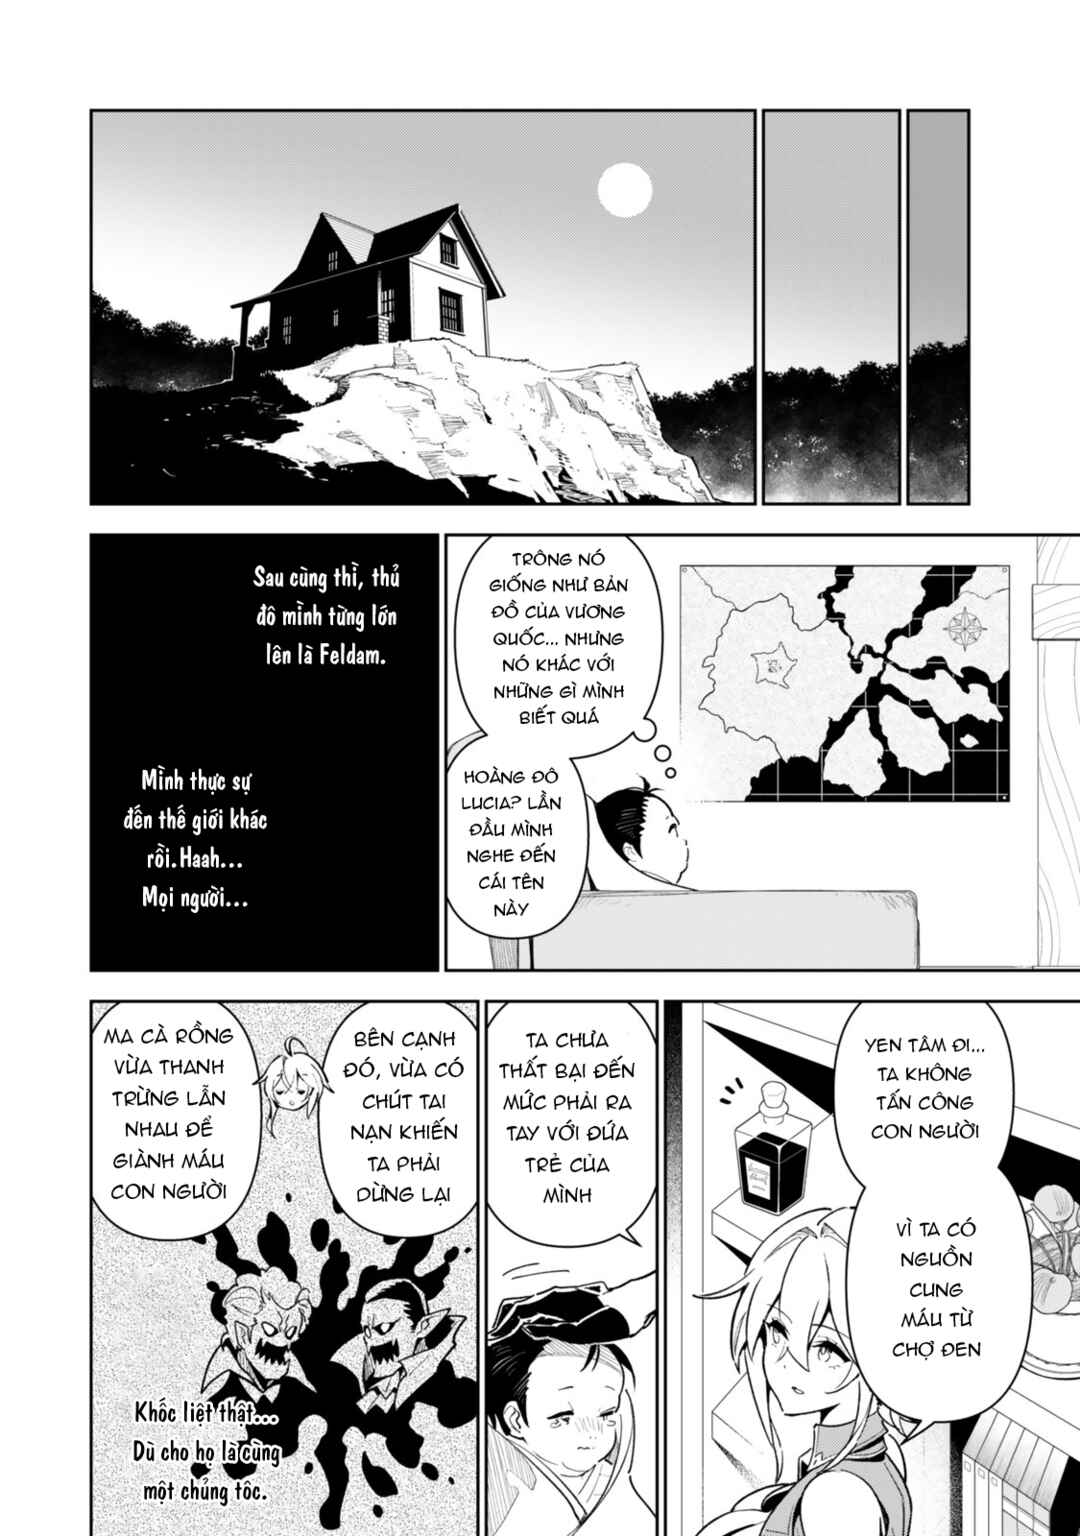 TRÔNG NÓ
GIỐNG NHƯ BẢN
ĐỒ CỦA VƯƠNG
QUỐC... NHƯNG
NÓ KHÁC VỚI
NHỮNG GÌ MÌNH
BIẾT QUÁ
HOÀNG ĐÔ
LUCIA? LẦN
ĐẦU MÌNH
NGHE ĐẾN
CÁI TÊN
NÀY
Sau cùng thì, thủ
đô mình từng lớn
lên là Feldam.
Mình thực sự
đến thế giới khác
rồi.Haah...
Mọi người...
YEN TÂM ĐI...
TA KHÔNG
TẤN CÔNG
CON NGƯỜI
VÌ TA CÓ
NGUỒN
CUNG
MÁU TỪ
CHỢ ĐEN
TA CHƯA
THẤT BẠI ĐẾN
MỨC PHẢI RA
TAY VỚI ĐỨA
TRẺ CỦA
MÌNH
BÊN CẠNH
ĐÓ, VỪA CÓ
CHÚT TAI
NẠN KHIẾN
TA PHẢI
DỪNG LẠI
MA CÀ RỒNG
VỪA THANH
TRỪNG LẪN
NHAU ĐỂ
GIÀNH MÁU
CON NGƯỜI
Khốc liệt thật...
Dù cho họ là cùng
một chủng tộc.